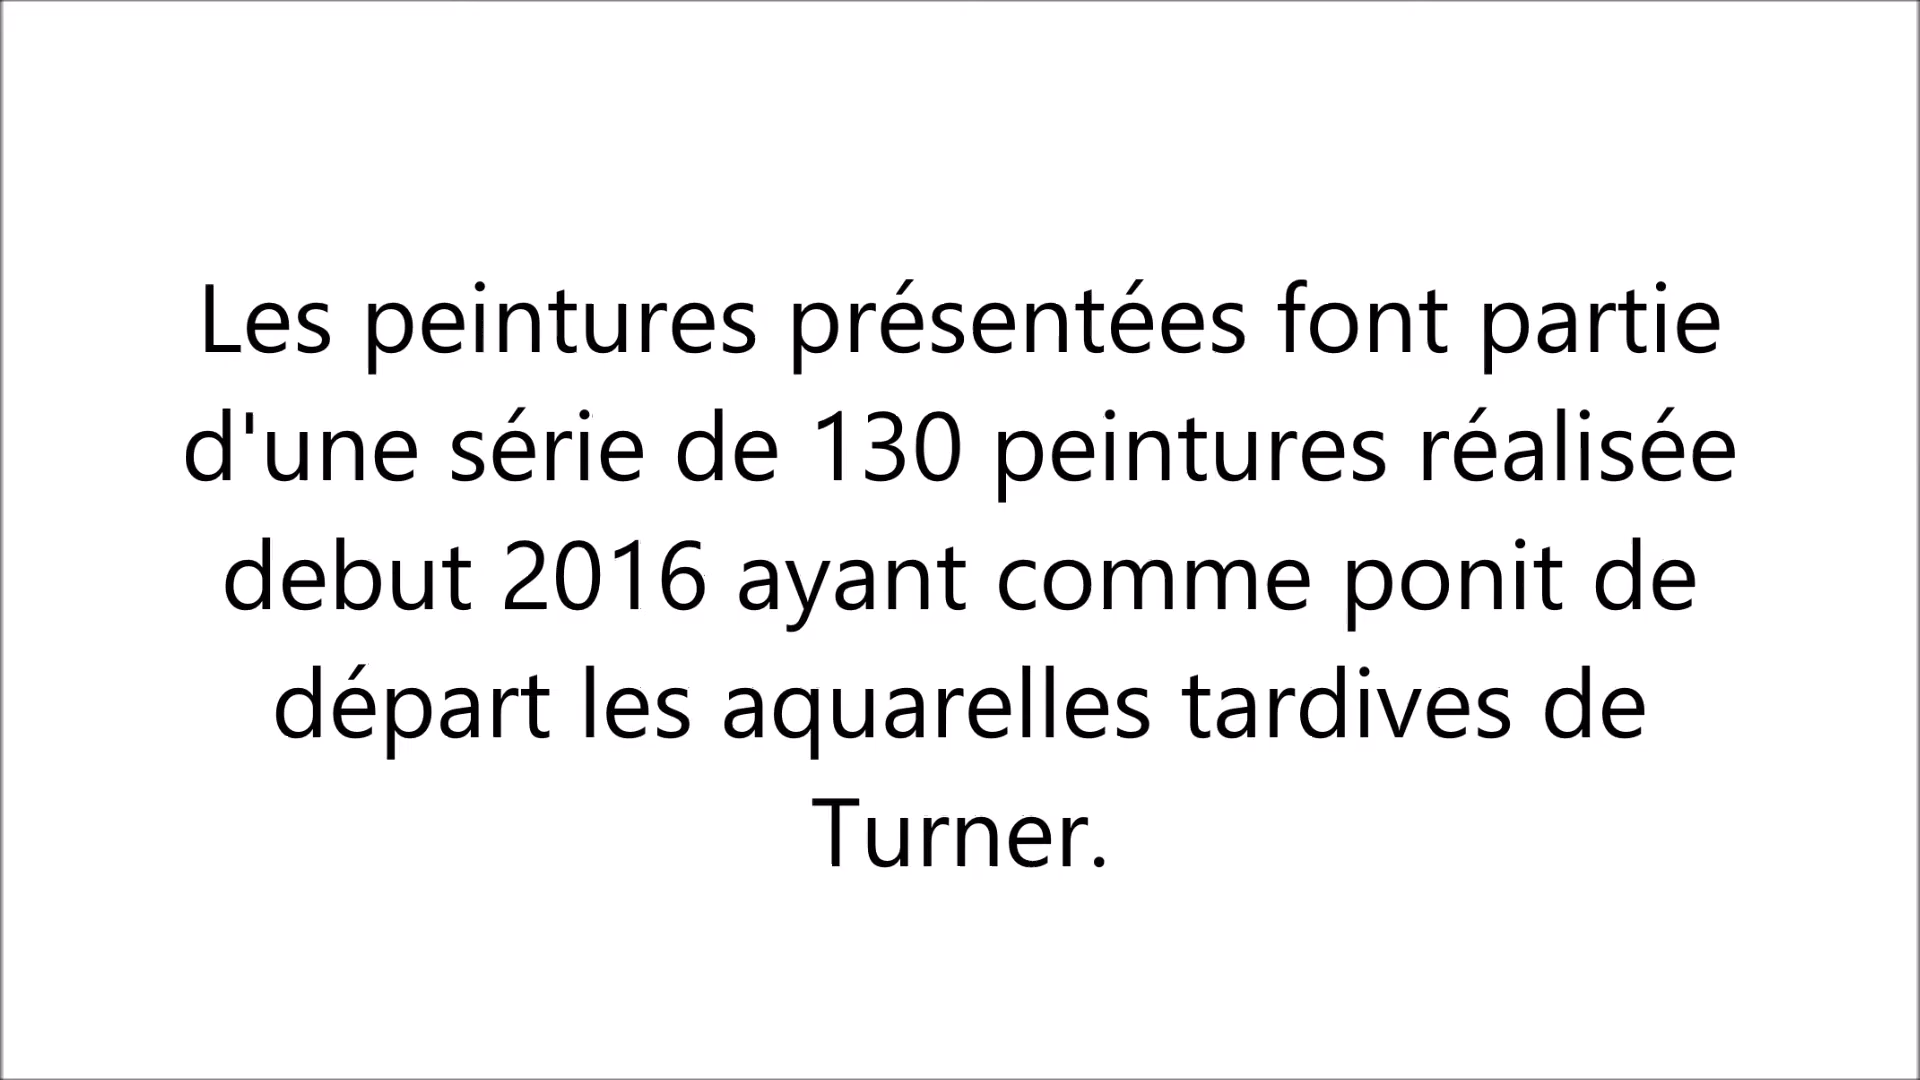 Les peintures présentées font partie
d'une série de 130 peintures réalisée
debut 2016 ayant comme ponit de
départ les aquarelles tardives de
Turner.